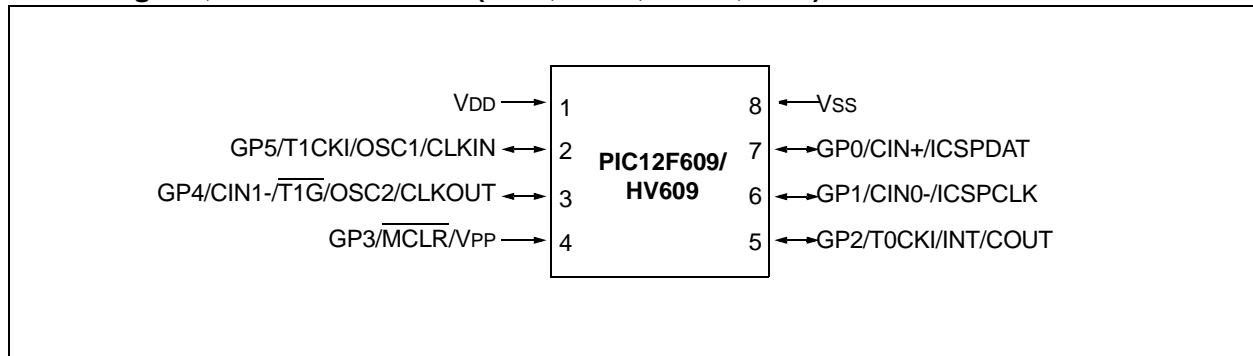 VDD 1 8 VSS
GP5/T1CKI/OSC1/CLKIN 2 PIC12F609/ 7 GP0/CIN+/ICSPDAT
GP4/CIN1-/T1G/OSC2/CLKOUT 3 HV609 6 GP1/CIN0-/ICSPCLK
GP3/MCLR/VPP 4 5 GP2/T0CKI/INT/COUT